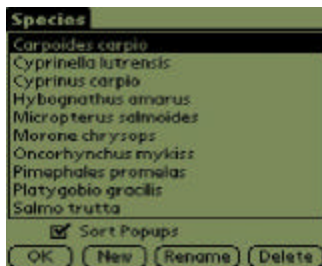 Species
Carpoides carpio
Cyprinella lutrensis
Cyprinus carpio
Hybognathus amarus
Micropterus salmoides
Morone chrysops
Oncorhynchus mykiss
Pimephales promelas
Platygobio gracilis
Salmo trutta
Sort Popups
OK New Rename Delete